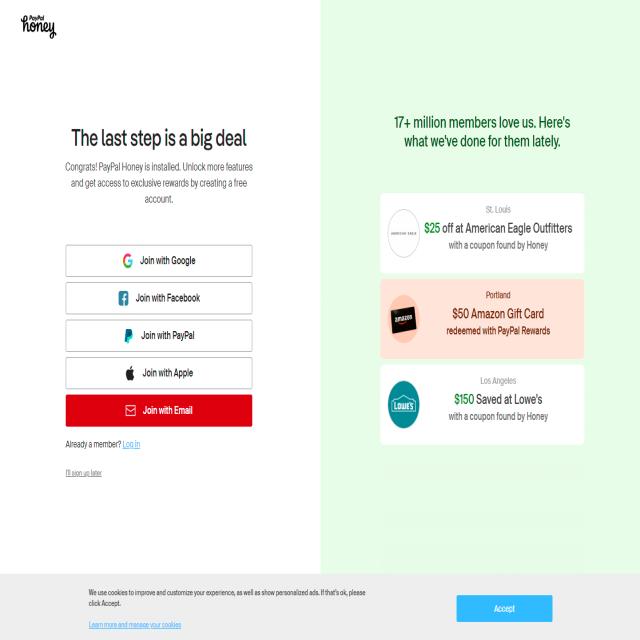 PayPal
honey
The last step is a big deal
Congrats! PayPal Honey is installed. Unlock more features
and get access to exclusive rewards by creating a free
account.
Join with Google
Join with Facebook
Join with PayPal
Join with Apple
Join with Email
Already a member? Log in
I'll sign up later
17+ million members love us. Here's
what we've done for them lately.
St. Louis
AMERICAN EAGLE
$25 off at American Eagle Outfitters
with a coupon found by Honey
Portland
amazon
$50 Amazon Gift Card
redeemed with PayPal Rewards
Los Angeles
LOWE'S
$150 Saved at Lowe's
with a coupon found by Honey
We use cookies to improve and customize your experience, as well as show personalized ads. If that's ok, please
click Accept.
Learn more and manage your cookies
Accept